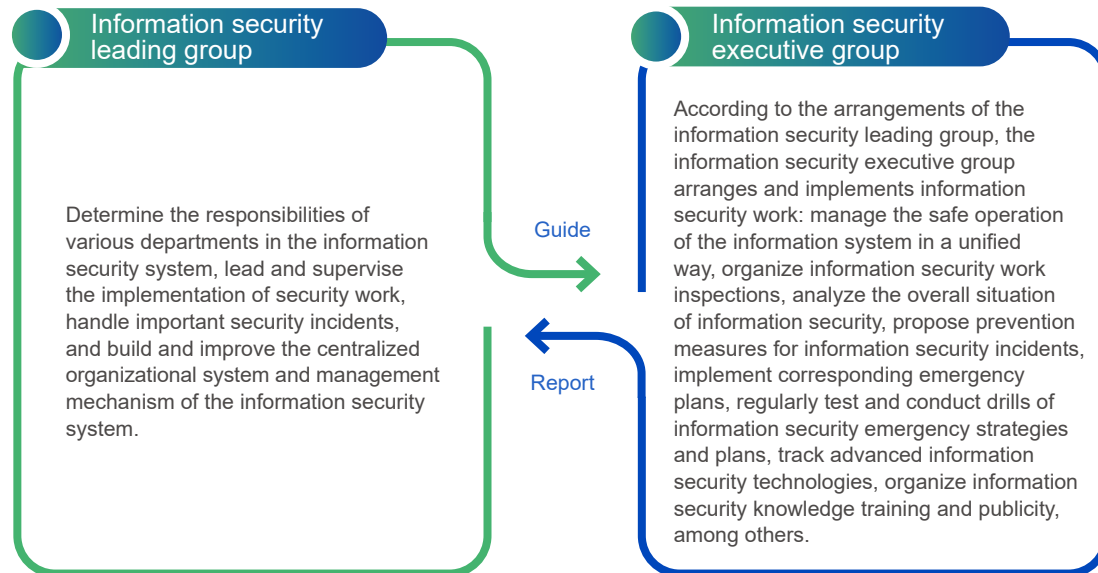 Information security
leading group
Determine the responsibilities of
various departments in the information
security system, lead and supervise
the implementation of security work,
handle important security incidents,
and build and improve the centralized
organizational system and management
mechanism of the information security
system.
Guide
Report
Information security
executive group
According to the arrangements of the
information security leading group, the
information security executive group
arranges and implements information
security work: manage the safe operation
of the information system in a unified
way, organize information security work
inspections, analyze the overall situation
of information security, propose prevention
measures for information security incidents,
implement corresponding emergency
plans, regularly test and conduct drills of
information security emergency strategies
and plans, track advanced information
security technologies, organize information
security knowledge training and publicity,
among others.